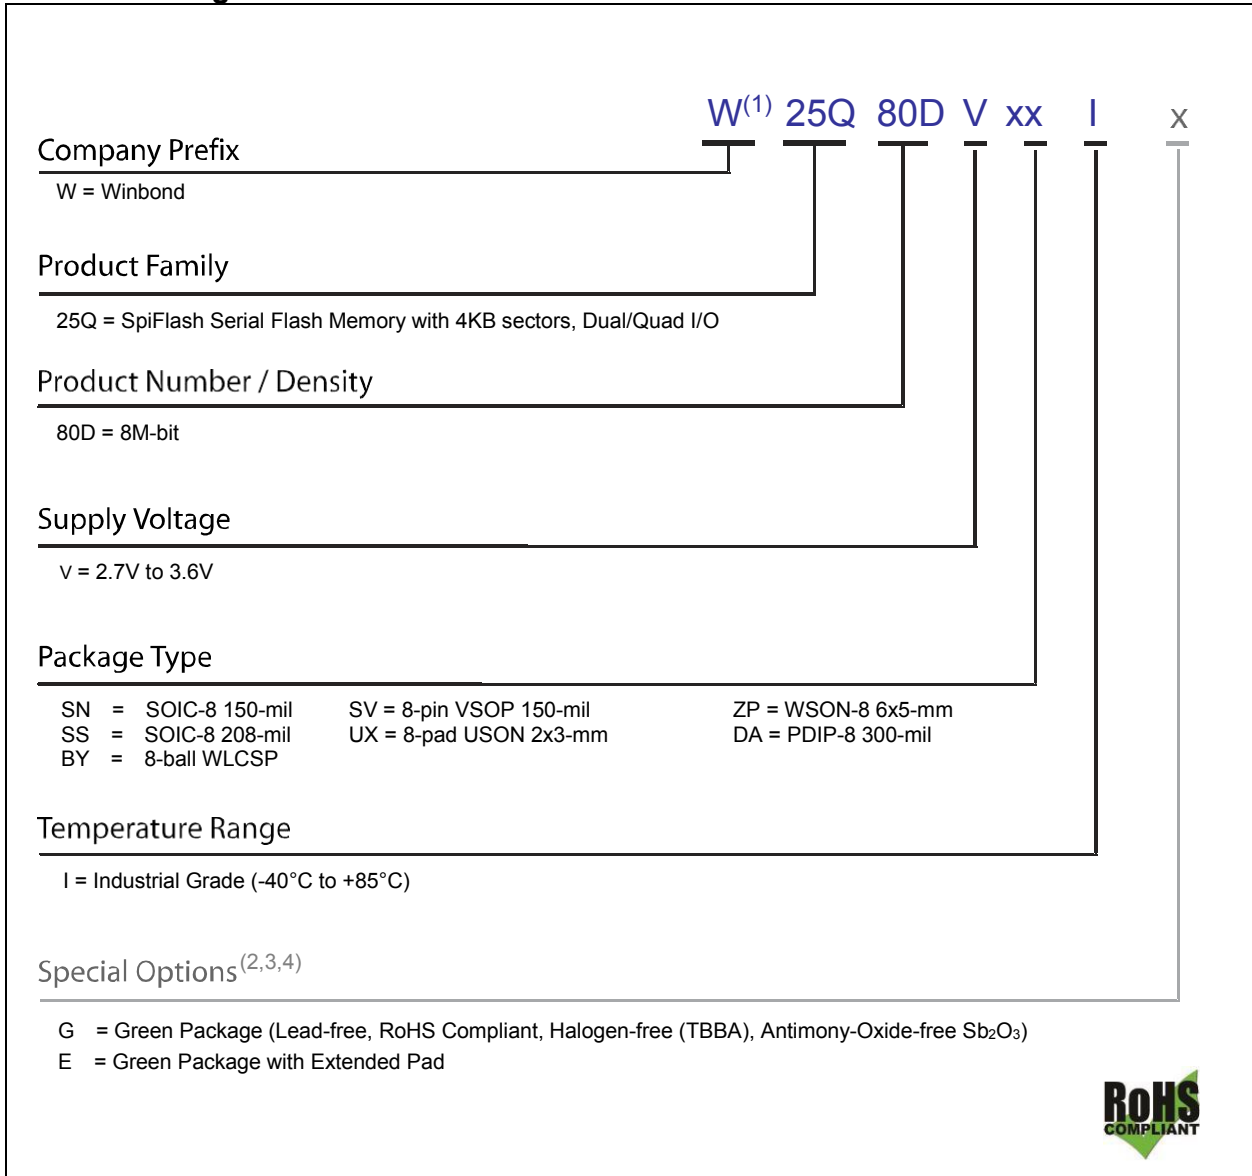 W(1) 25Q 80D V xx I x
Company Prefix
W = Winbond
Product Family
25Q = SpiFlash Serial Flash Memory with 4KB sectors, Dual/Quad I/O
Product Number / Density
80D = 8M-bit
Supply Voltage
V = 2.7V to 3.6V
Package Type
SN = SOIC-8 150-mil SV = 8-pin VSOP 150-mil ZP = WSON-8 6x5-mm
SS = SOIC-8 208-mil UX = 8-pad USON 2x3-mm DA = PDIP-8 300-mil
BY = 8-ball WLCSP
Temperature Range
I = Industrial Grade (-40°C to +85°C)
Special Options(2,3,4)
G = Green Package (Lead-free, RoHS Compliant, Halogen-free (TBBA), Antimony-Oxide-free Sb2O3)
E = Green Package with Extended Pad
RoHS
COMPLIANT